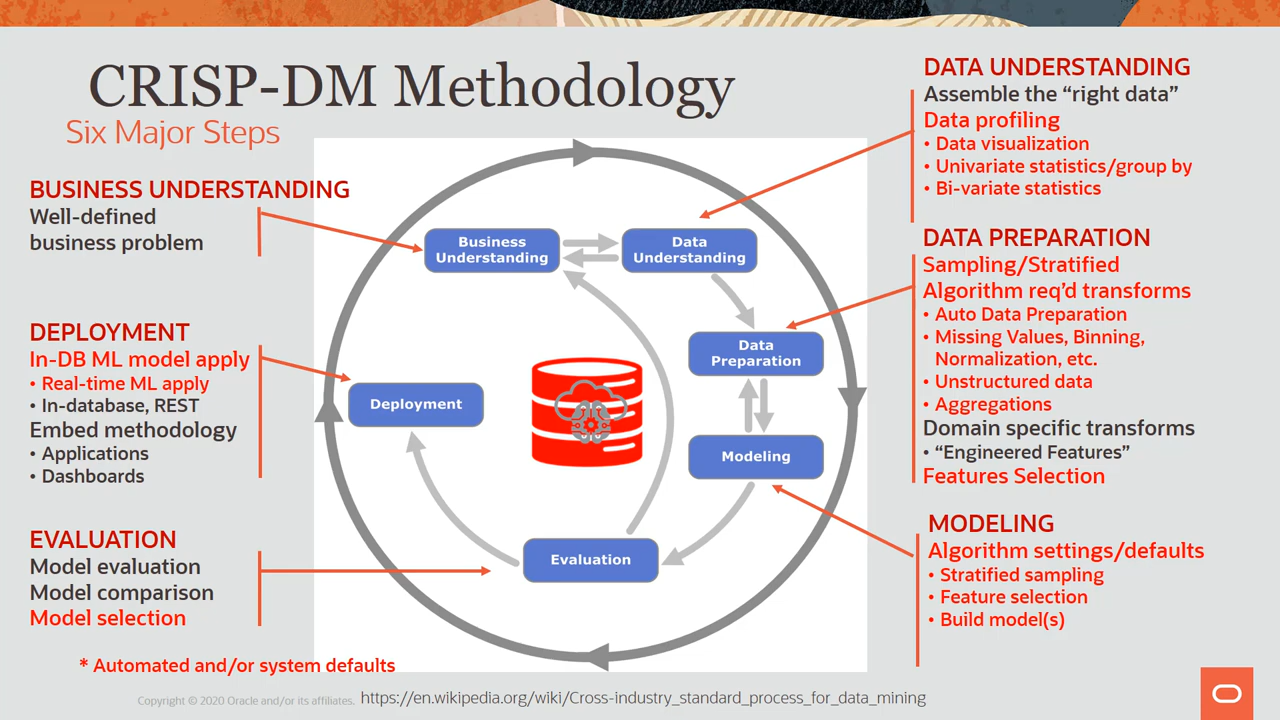 CRISP-DM Methodology
Six Major Steps
BUSINESS UNDERSTANDING
Well-defined
business problem
DEPLOYMENT
In-DB ML model apply
• Real-time ML apply
• In-database, REST
Embed methodology
• Applications
• Dashboards
EVALUATION
Model evaluation
Model comparison
Model selection
* Automated and/or system defaults
Business
Understanding
Data
Understanding
Data
Preparation
Modeling
Evaluation
Deployment
DATA UNDERSTANDING
Assemble the “right data”
Data profiling
• Data visualization
• Univariate statistics/group by
• Bi-variate statistics
DATA PREPARATION
Sampling/Stratified
Algorithm req’d transforms
• Auto Data Preparation
• Missing Values, Binning,
Normalization, etc.
• Unstructured data
• Aggregations
Domain specific transforms
• “Engineered Features”
Features Selection
MODELING
Algorithm settings/defaults
• Stratified sampling
• Feature selection
• Build model(s)
Copyright © 2020 Oracle and/or its affiliates.
https://en.wikipedia.org/wiki/Cross-industry_standard_process_for_data_mining